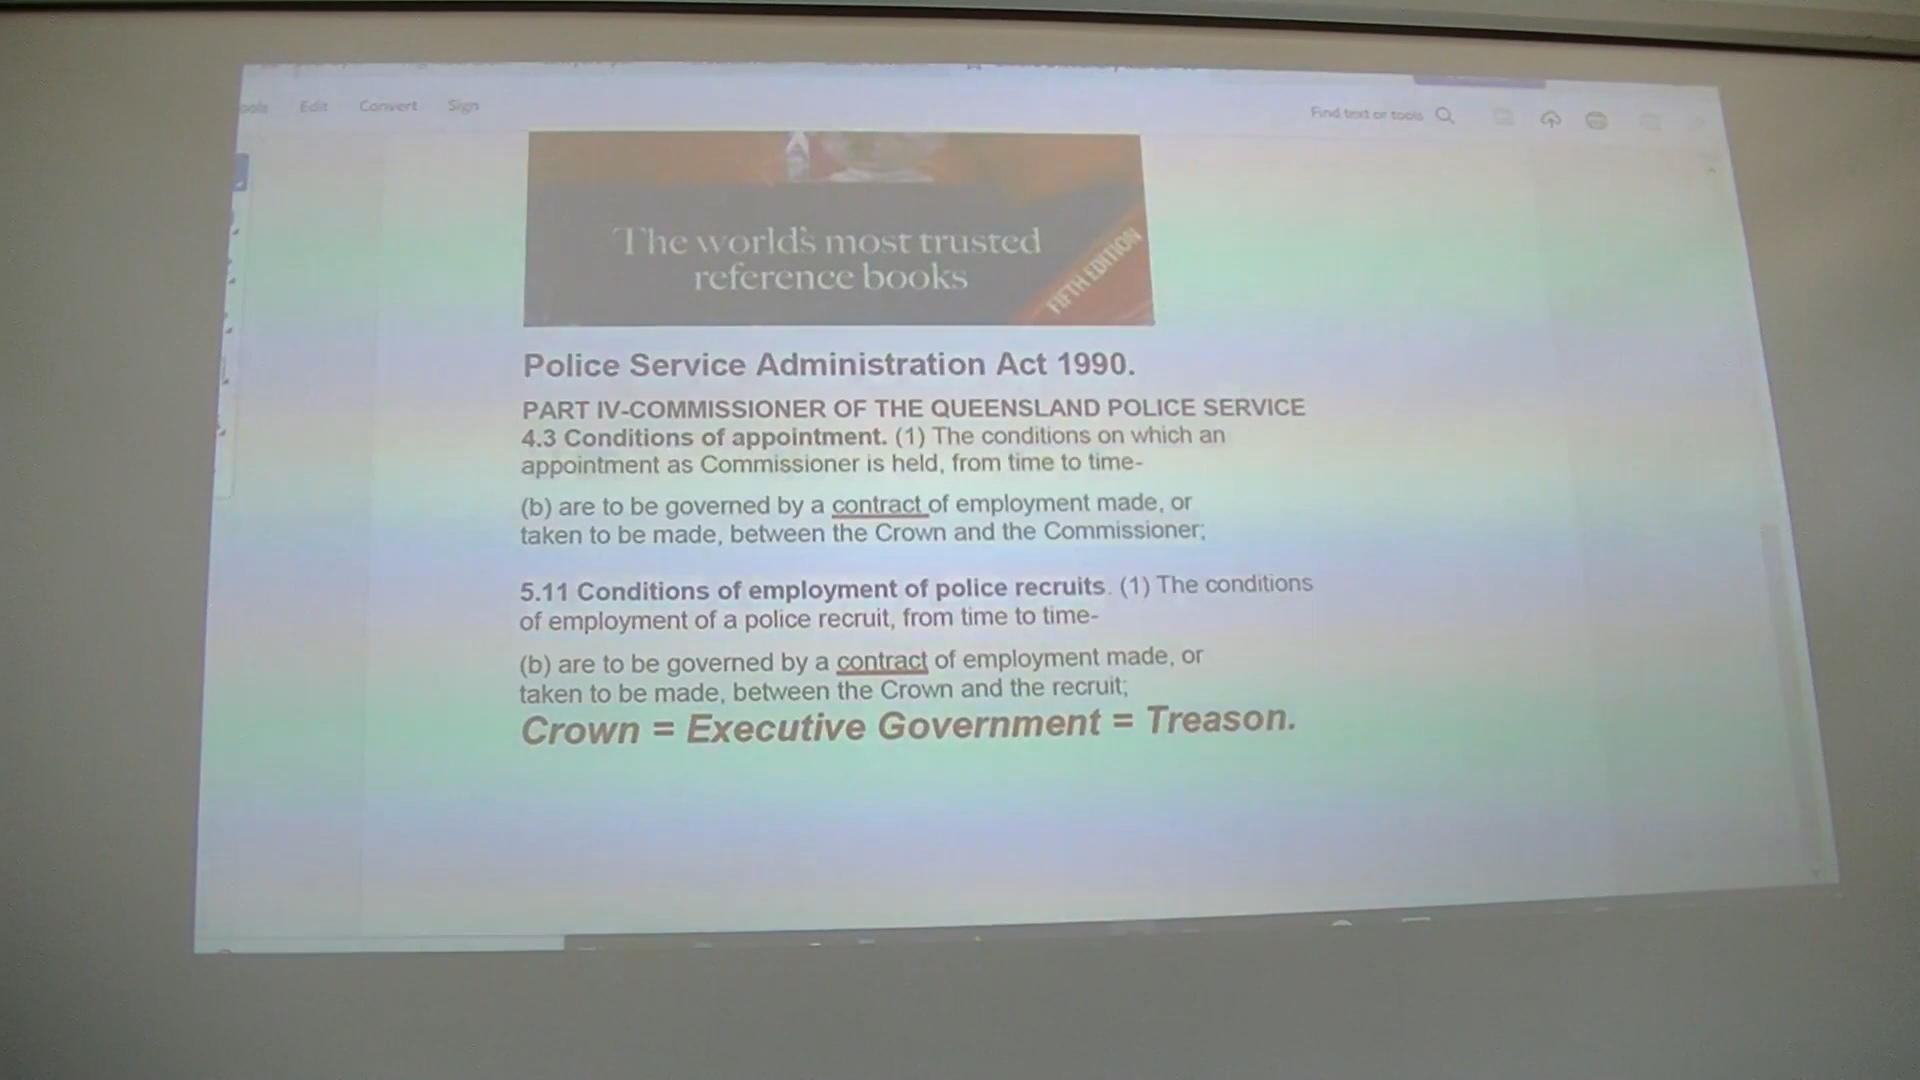 Edit Convert Sign
Find text or tools
The world's most trusted
reference books
FIFTH EDITION
Police Service Administration Act 1990.
PART IV-COMMISSIONER OF THE QUEENSLAND POLICE SERVICE
4.3 Conditions of appointment. (1) The conditions on which an
appointment as Commissioner is held, from time to time-
(b) are to be governed by a contract of employment made, or
taken to be made, between the Crown and the Commissioner;
5.11 Conditions of employment of police recruits. (1) The conditions
of employment of a police recruit, from time to time-
(b) are to be governed by a contract of employment made, or
taken to be made, between the Crown and the recruit;
Crown = Executive Government = Treason.